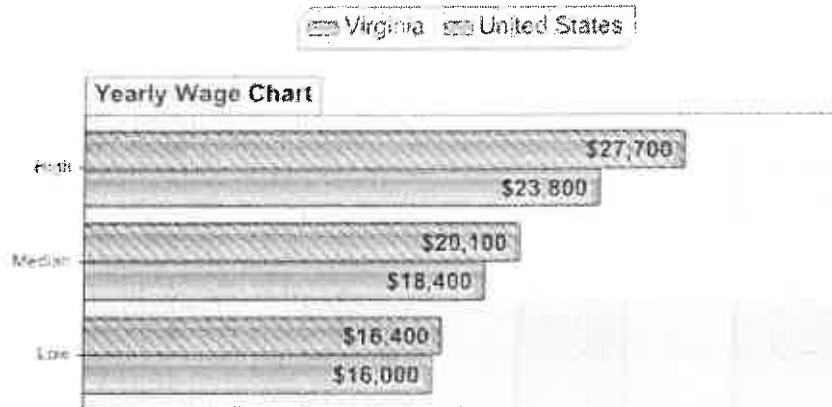 Virginia United States
Yearly Wage Chart
High
$27,700
$23,800
Median
$20,100
$18,400
Low
$16,400
$16,000